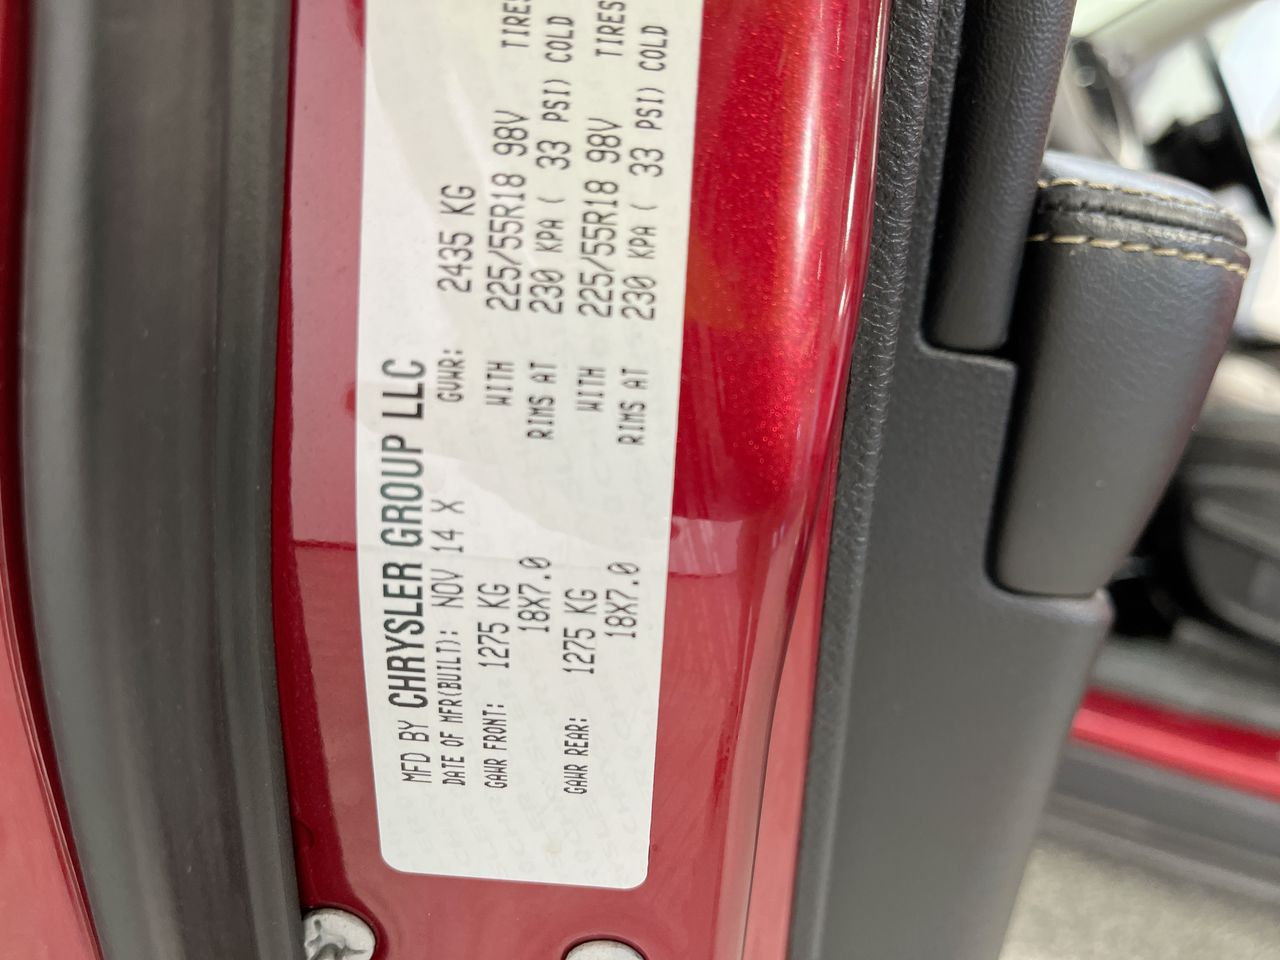 MFD BY CHRYSLER GROUP LLC
DATE OF MFR(BUILT): NOV 14 X GVWR: 2435 KG
GAWR FRONT: 1275 KG WITH 225/55R18 98V TIRES
18X7.0 RIMS AT 230 KPA ( 33 PSI) COLD
GAWR REAR: 1275 KG WITH 225/55R18 98V TIRES
18X7.0 RIMS AT 230 KPA ( 33 PSI) COLD